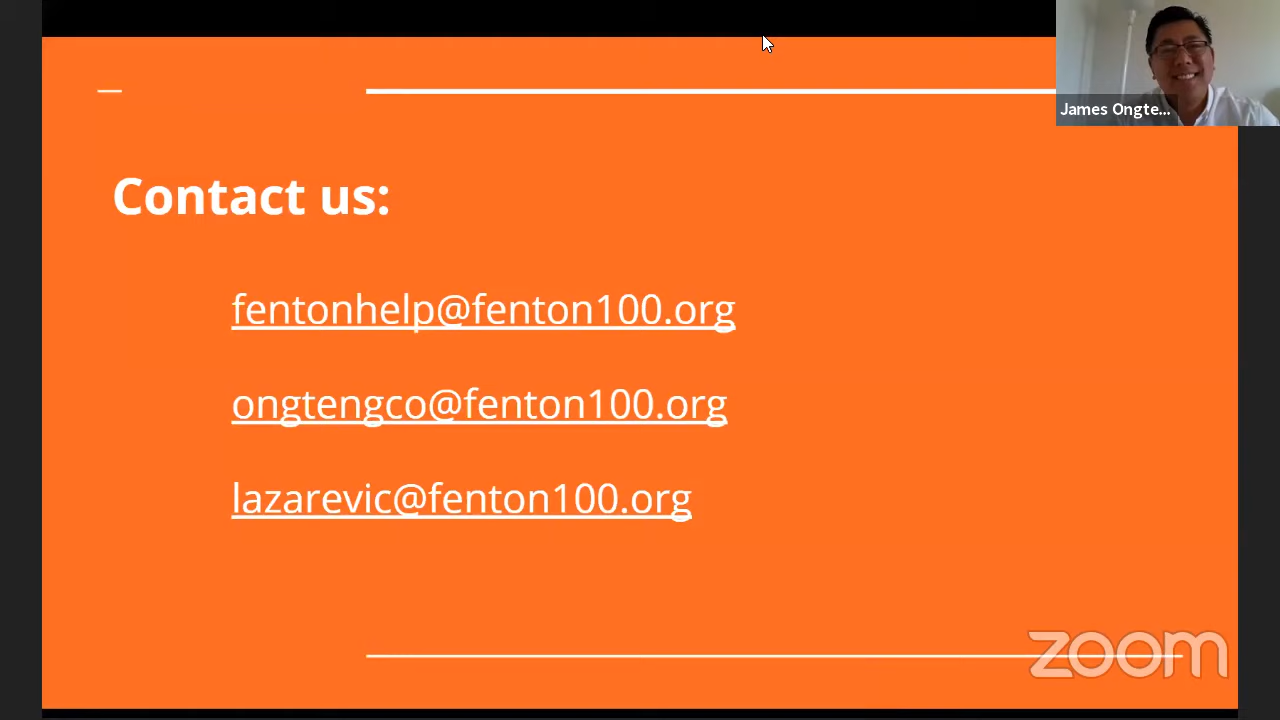 James Ongte...
Contact us:
fentonhelp@fenton100.org
ongtengco@fenton100.org
lazarevic@fenton100.org
zoom